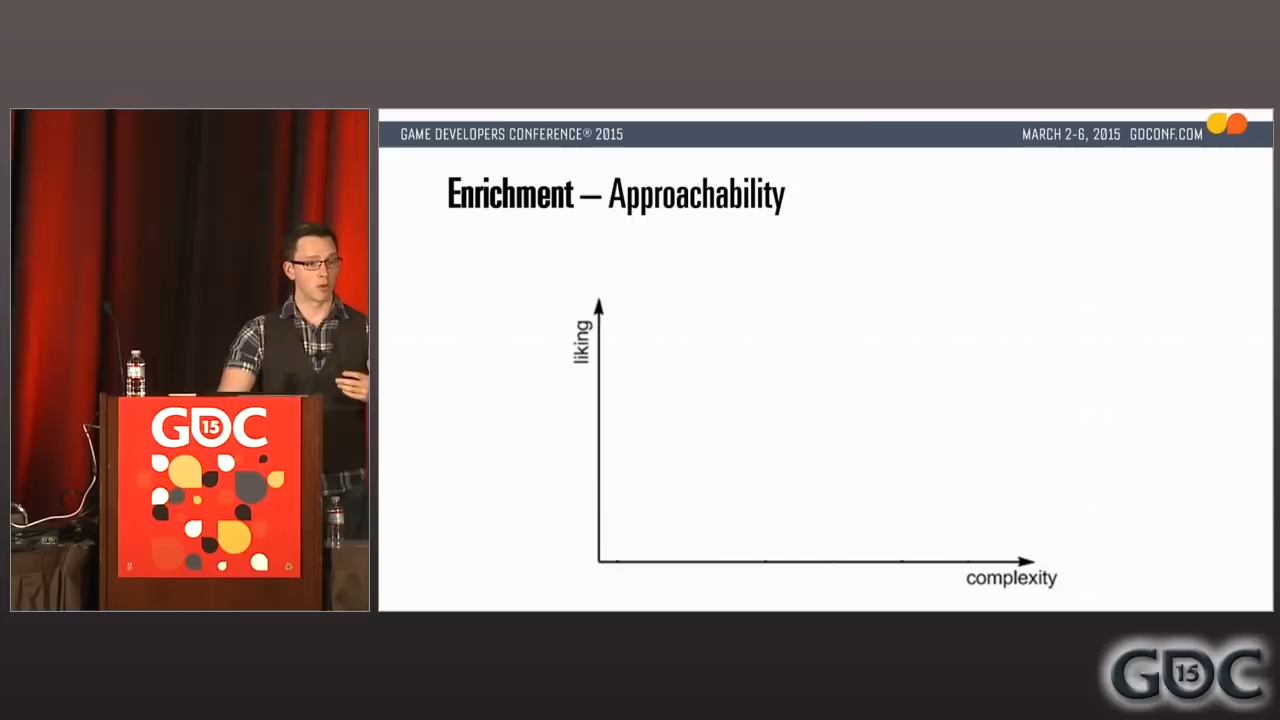 GAME DEVELOPERS CONFERENCE® 2015
MARCH 2-6, 2015 GDCONF.COM
Enrichment – Approachability
liking
complexity
GDC 15
GDC 15